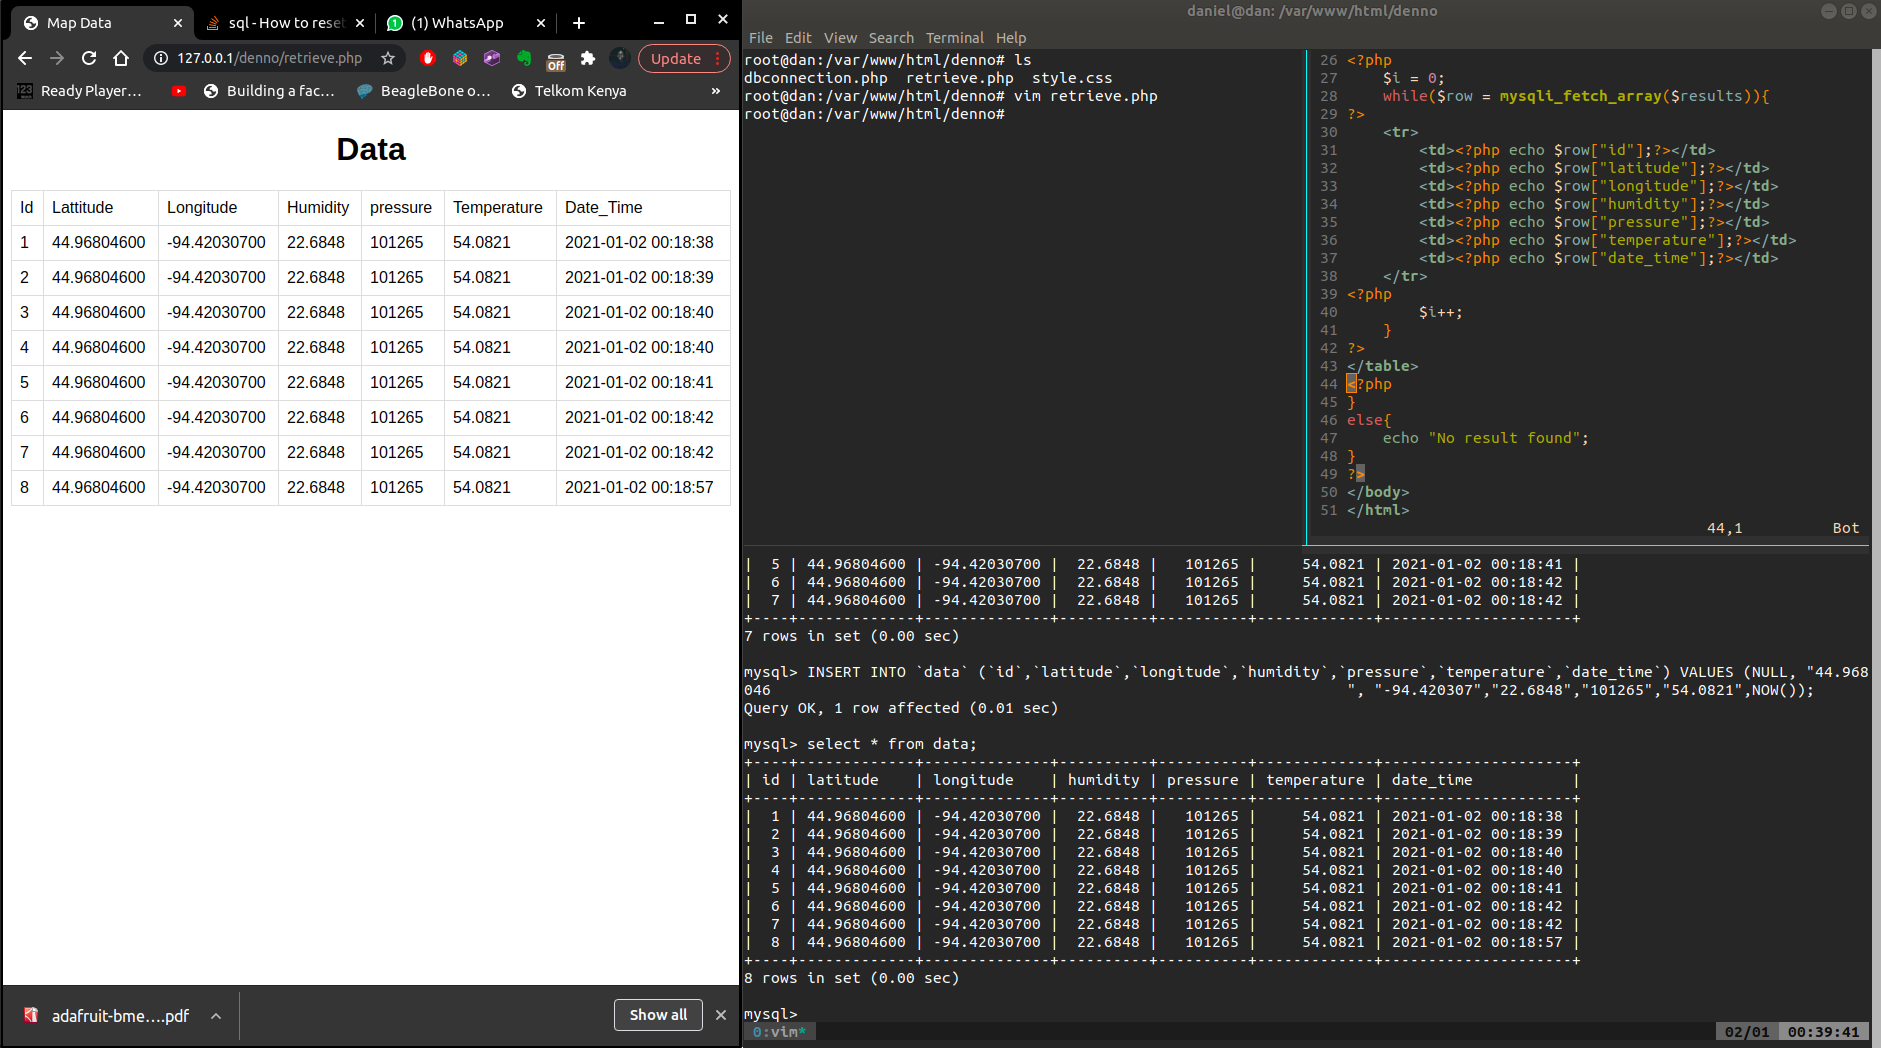 Map Data
sql - How to reset
(1) WhatsApp
127.0.0.1/denno/retrieve.php
Off
Update
Ready Player…
Building a fac…
BeagleBone o…
Telkom Kenya
»
Data
Id Lattitude Longitude Humidity pressure Temperature Date_Time
1 44.96804600 -94.42030700 22.6848 101265 54.0821 2021-01-02 00:18:38
2 44.96804600 -94.42030700 22.6848 101265 54.0821 2021-01-02 00:18:39
3 44.96804600 -94.42030700 22.6848 101265 54.0821 2021-01-02 00:18:40
4 44.96804600 -94.42030700 22.6848 101265 54.0821 2021-01-02 00:18:40
5 44.96804600 -94.42030700 22.6848 101265 54.0821 2021-01-02 00:18:41
6 44.96804600 -94.42030700 22.6848 101265 54.0821 2021-01-02 00:18:42
7 44.96804600 -94.42030700 22.6848 101265 54.0821 2021-01-02 00:18:42
8 44.96804600 -94.42030700 22.6848 101265 54.0821 2021-01-02 00:18:57
adafruit-bme....pdf
Show all
daniel@dan: /var/www/html/denno
File Edit View Search Terminal Help
root@dan:/var/www/html/denno# ls
dbconnection.php  retrieve.php  style.css
root@dan:/var/www/html/denno# vim retrieve.php
root@dan:/var/www/html/denno#
26 <?php
27     $i = 0;
28     while($row = mysqli_fetch_array($results)){
29 ?>
30     <tr>
31         <td><?php echo $row["id"];?></td>
32         <td><?php echo $row["latitude"];?></td>
33         <td><?php echo $row["longitude"];?></td>
34         <td><?php echo $row["humidity"];?></td>
35         <td><?php echo $row["pressure"];?></td>
36         <td><?php echo $row["temperature"];?></td>
37         <td><?php echo $row["date_time"];?></td>
38     </tr>
39 <?php
40         $i++;
41     }
42 ?>
43 </table>
44 <?php
45 }
46 else{
47     echo "No result found";
48 }
49 ?>
50 </body>
51 </html>
44,1          Bot
|  5 | 44.96804600 | -94.42030700 |  22.6848 |   101265 |     54.0821 | 2021-01-02 00:18:41 |
|  6 | 44.96804600 | -94.42030700 |  22.6848 |   101265 |     54.0821 | 2021-01-02 00:18:42 |
|  7 | 44.96804600 | -94.42030700 |  22.6848 |   101265 |     54.0821 | 2021-01-02 00:18:42 |
+----+-------------+--------------+----------+----------+-------------+---------------------+
7 rows in set (0.00 sec)
mysql> INSERT INTO `data` (`id`,`latitude`,`longitude`,`humidity`,`pressure`,`temperature`,`date_time`) VALUES (NULL, "44.968
046                                                                ", "-94.420307","22.6848","101265","54.0821",NOW());
Query OK, 1 row affected (0.01 sec)
mysql> select * from data;
+----+-------------+--------------+----------+----------+-------------+---------------------+
| id | latitude    | longitude    | humidity | pressure | temperature | date_time           |
+----+-------------+--------------+----------+----------+-------------+---------------------+
|  1 | 44.96804600 | -94.42030700 |  22.6848 |   101265 |     54.0821 | 2021-01-02 00:18:38 |
|  2 | 44.96804600 | -94.42030700 |  22.6848 |   101265 |     54.0821 | 2021-01-02 00:18:39 |
|  3 | 44.96804600 | -94.42030700 |  22.6848 |   101265 |     54.0821 | 2021-01-02 00:18:40 |
|  4 | 44.96804600 | -94.42030700 |  22.6848 |   101265 |     54.0821 | 2021-01-02 00:18:40 |
|  5 | 44.96804600 | -94.42030700 |  22.6848 |   101265 |     54.0821 | 2021-01-02 00:18:41 |
|  6 | 44.96804600 | -94.42030700 |  22.6848 |   101265 |     54.0821 | 2021-01-02 00:18:42 |
|  7 | 44.96804600 | -94.42030700 |  22.6848 |   101265 |     54.0821 | 2021-01-02 00:18:42 |
|  8 | 44.96804600 | -94.42030700 |  22.6848 |   101265 |     54.0821 | 2021-01-02 00:18:57 |
+----+-------------+--------------+----------+----------+-------------+---------------------+
8 rows in set (0.00 sec)
mysql>
0:vim*
02/01  00:39:41